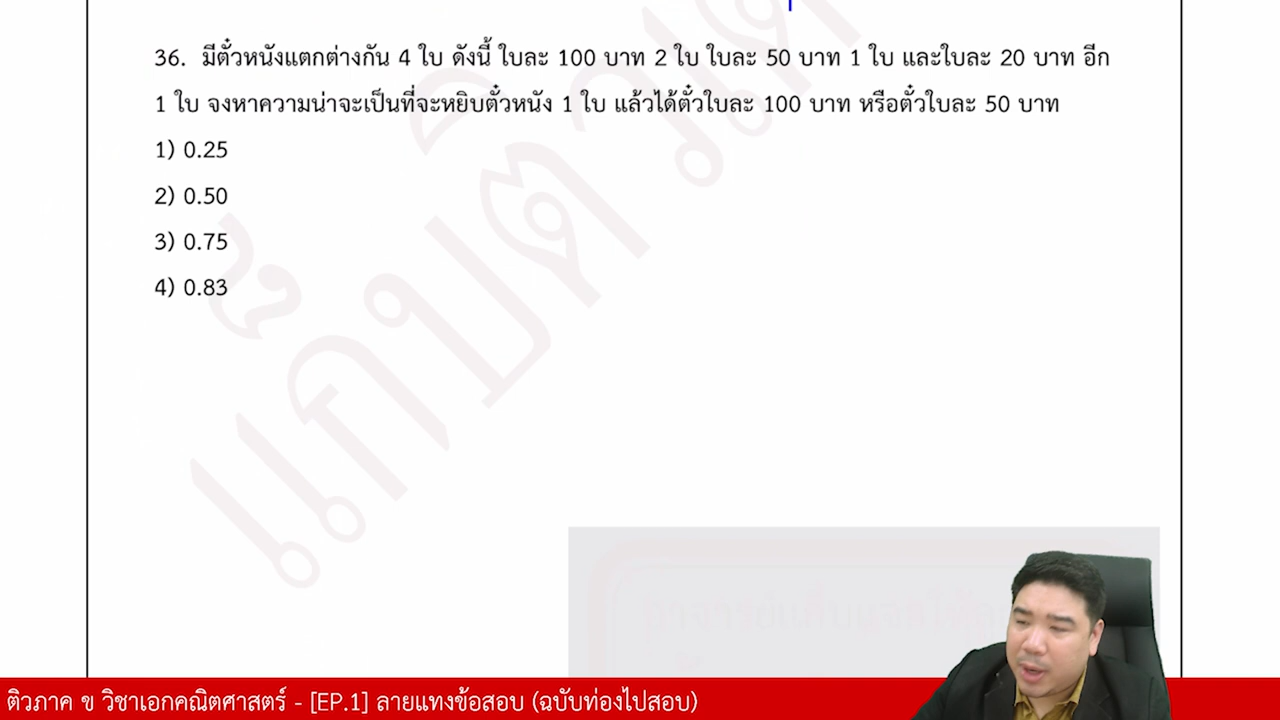 36. มีตั๋วหนังแตกต่างกัน 4 ใบ ดังนี้ ใบละ 100 บาท 2 ใบ ใบละ 50 บาท 1 ใบ และใบละ 20 บาท อีก
1 ใบ จงหาความน่าจะเป็นที่จะหยิบตั๋วหนัง 1 ใบ แล้วได้ตั๋วใบละ 100 บาท หรือตั๋วใบละ 50 บาท
1) 0.25
2) 0.50
3) 0.75
4) 0.83
ติวภาค ข วิชาเอกคณิตศาสตร์ - [EP.1] ลายแทงข้อสอบ (ฉบับท่องไปสอบ)